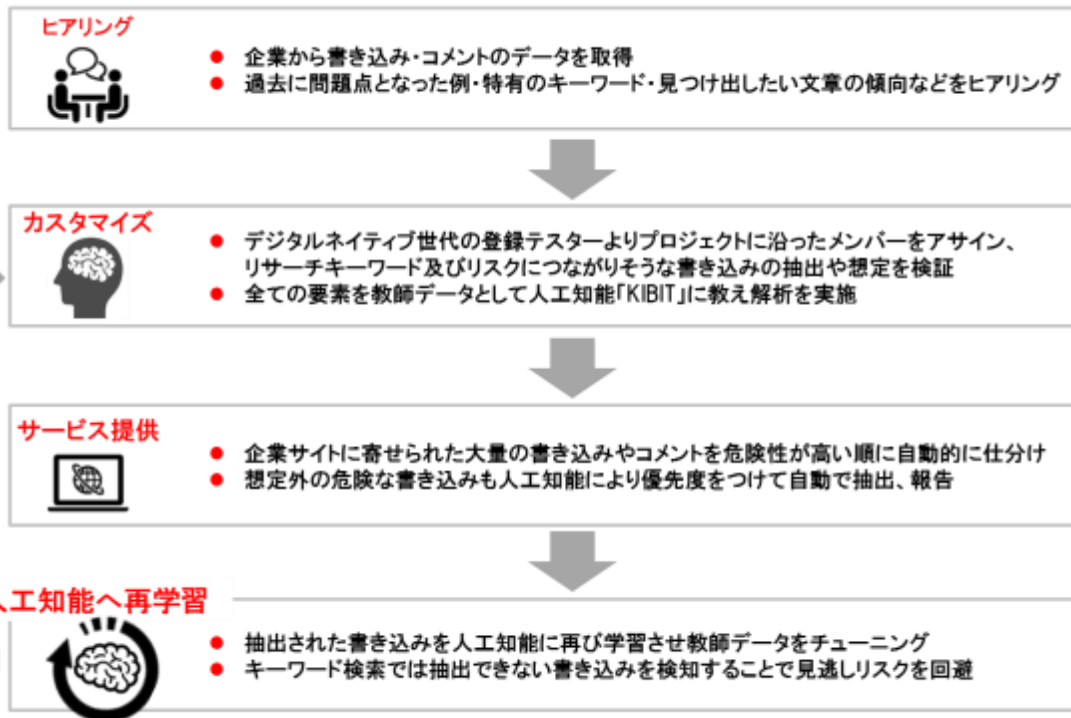 ヒアリング
● 企業から書き込み・コメントのデータを取得
● 過去に問題点となった例・特有のキーワード・見つけ出したい文章の傾向などをヒアリング
カスタマイズ
● デジタルネイティブ世代の登録テスターよりプロジェクトに沿ったメンバーをアサイン、
リサーチキーワード及びリスクにつながりそうな書き込みの抽出や想定を検証
● 全ての要素を教師データとして人工知能「KIBIT」に教え解析を実施
サービス提供
● 企業サイトに寄せられた大量の書き込みやコメントを危険性が高い順に自動的に仕分け
● 想定外の危険な書き込みも人工知能により優先度をつけて自動で抽出、報告
人工知能へ再学習
● 抽出された書き込みを人工知能に再び学習させ教師データをチューニング
● キーワード検索では抽出できない書き込みを検知することで見逃しリスクを回避